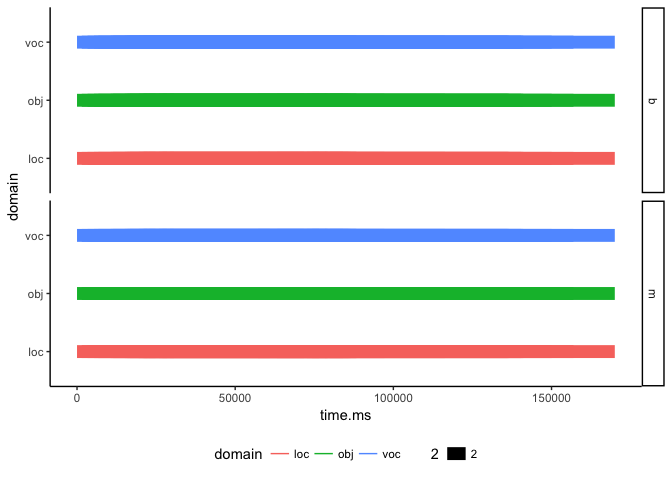 voc
obj
loc
b
voc
obj
loc
m
domain
0 50000 100000 150000
time.ms
domain loc obj voc 2 2